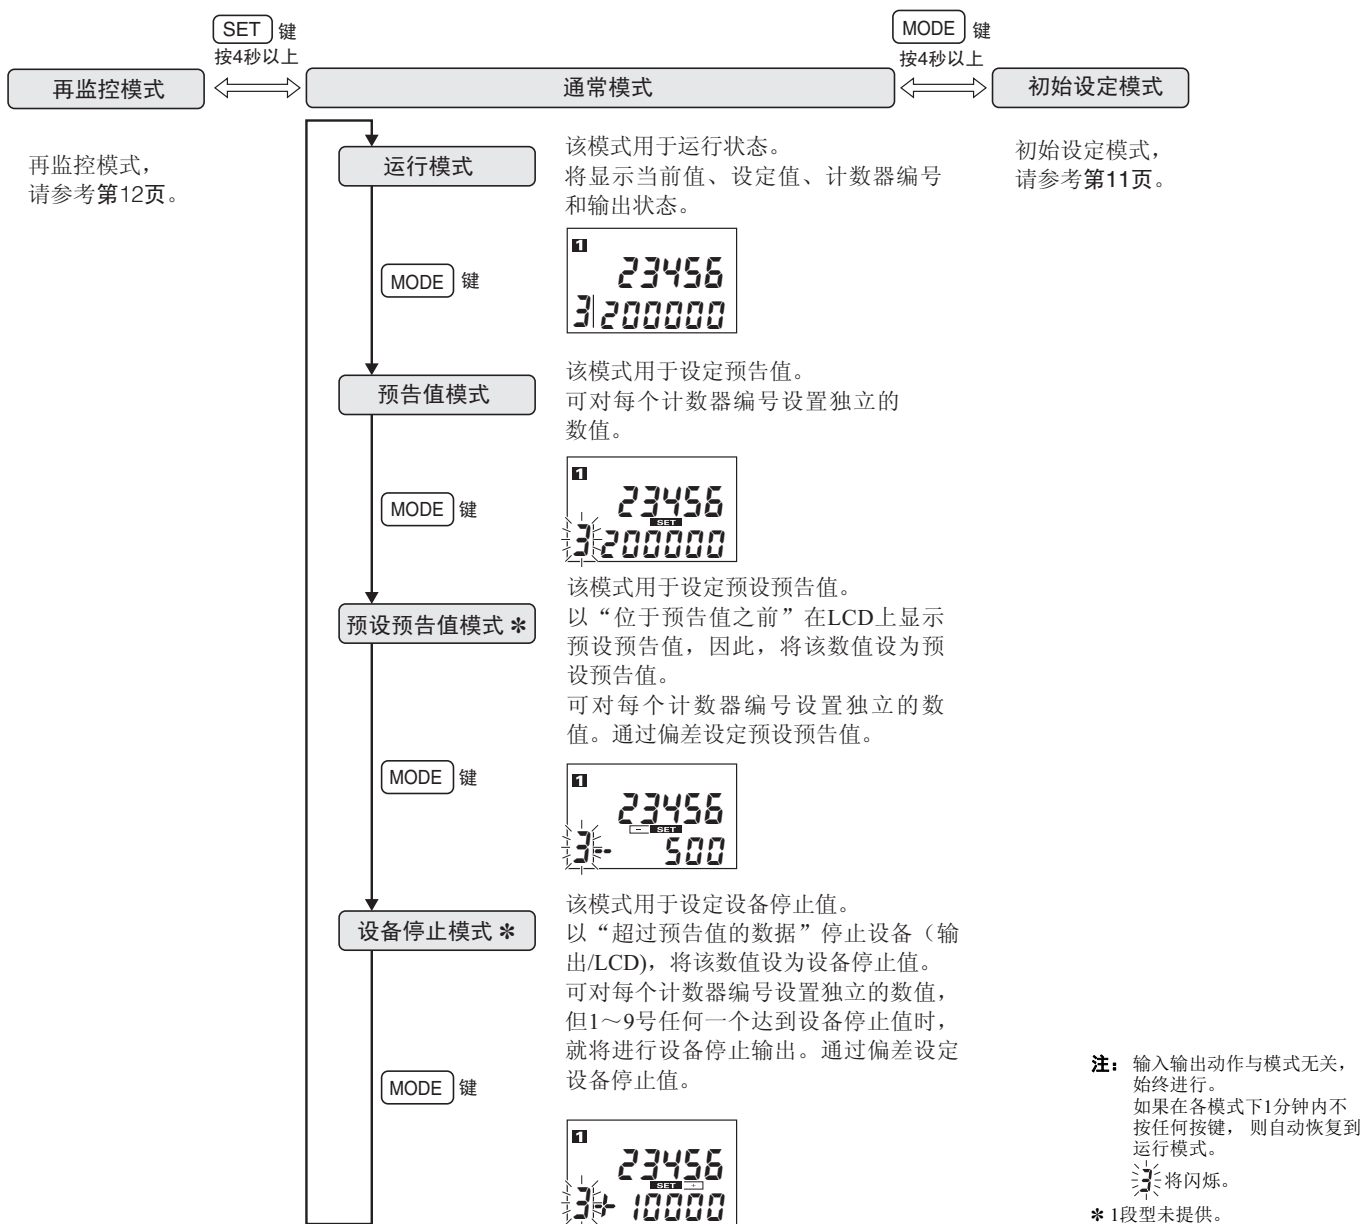 SET 键
按4秒以上
MODE 键
按4秒以上
再监控模式
通常模式
初始设定模式
再监控模式，
请参考第12页。
初始设定模式，
请参考第11页。
运行模式
该模式用于运行状态。
将显示当前值、设定值、计数器编号
和输出状态。
1
23456
3 200000
MODE 键
预告值模式
该模式用于设定预告值。
可对每个计数器编号设置独立的
数值。
1
23456
SET
3 200000
MODE 键
预设预告值模式 ✽
该模式用于设定预设预告值。
以“位于预告值之前”在LCD上显示
预设预告值，因此，将该数值设为预
设预告值。
可对每个计数器编号设置独立的数
值。通过偏差设定预设预告值。
1
23456
- SET
3 - 500
MODE 键
设备停止模式 ✽
该模式用于设定设备停止值。
以“超过预告值的数据”停止设备（输
出/LCD)，将该数值设为设备停止值。
可对每个计数器编号设置独立的数值，
但1～9号任何一个达到设备停止值时，
就将进行设备停止输出。通过偏差设定
设备停止值。
1
23456
SET +
3 + 10000
MODE 键
注： 输入输出动作与模式无关，
始终进行。
如果在各模式下1分钟内不
按任何按键， 则自动恢复到
运行模式。
3 将闪烁。
✽ 1段型未提供。